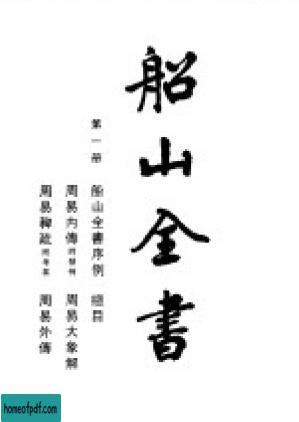 船山全書
第一册
船山全書序例 總目
周易內傳附發例 周易大象解
周易稗疏附考異 周易外傳
homeofpdf.com